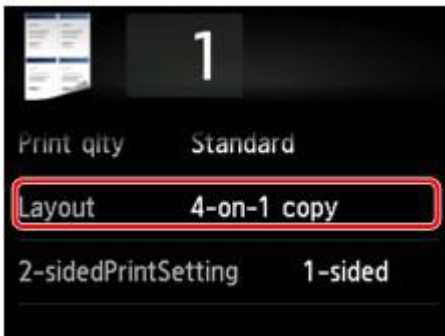 1
Print qlty Standard
Layout 4-on-1 copy
2-sidedPrintSetting 1-sided